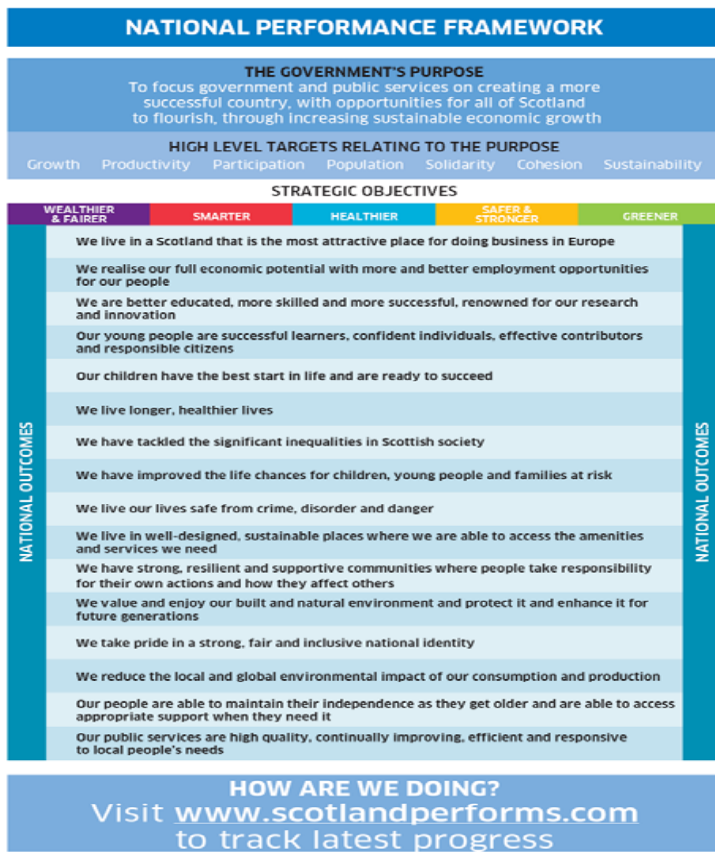 NATIONAL PERFORMANCE FRAMEWORK
THE GOVERNMENT'S PURPOSE
To focus government and public services on creating a more
successful country, with opportunities for all of Scotland
to flourish, through increasing sustainable economic growth
HIGH LEVEL TARGETS RELATING TO THE PURPOSE
Growth Productivity Participation Population Solidarity Cohesion Sustainability
STRATEGIC OBJECTIVES
WEALTHIER
& FAIRER
SMARTER
HEALTHIER
SAFER &
STRONGER
GREENER
NATIONAL OUTCOMES
We live in a Scotland that is the most attractive place for doing business in Europe
We realise our full economic potential with more and better employment opportunities
for our people
We are better educated, more skilled and more successful, renowned for our research
and innovation
Our young people are successful learners, confident individuals, effective contributors
and responsible citizens
Our children have the best start in life and are ready to succeed
We live longer, healthier lives
We have tackled the significant inequalities in Scottish society
We have improved the life chances for children, young people and families at risk
We live our lives safe from crime, disorder and danger
We live in well-designed, sustainable places where we are able to access the amenities
and services we need
We have strong, resilient and supportive communities where people take responsibility
for their own actions and how they affect others
We value and enjoy our built and natural environment and protect it and enhance it for
future generations
We take pride in a strong, fair and inclusive national identity
We reduce the local and global environmental impact of our consumption and production
Our people are able to maintain their independence as they get older and are able to access
appropriate support when they need it
Our public services are high quality, continually improving, efficient and responsive
to local people's needs
NATIONAL OUTCOMES
HOW ARE WE DOING?
Visit www.scotlandperforms.com
to track latest progress